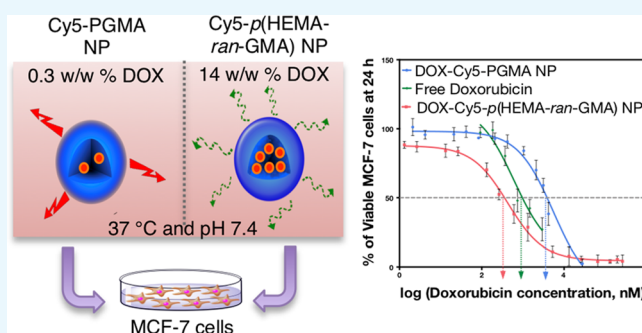 Cy5-PGMA
NP
Cy5-p(HEMA-
ran-GMA) NP
0.3 w/w % DOX
14 w/w % DOX
37 °C and pH 7.4
MCF-7 cells
% of Viable MCF-7 cells at 24 h
150
100
50
0
DOX-Cy5-PGMA NP
Free Doxorubicin
DOX-Cy5-p(HEMA-ran-GMA) NP
0
2
4
log (Doxorubicin concentration, nM)